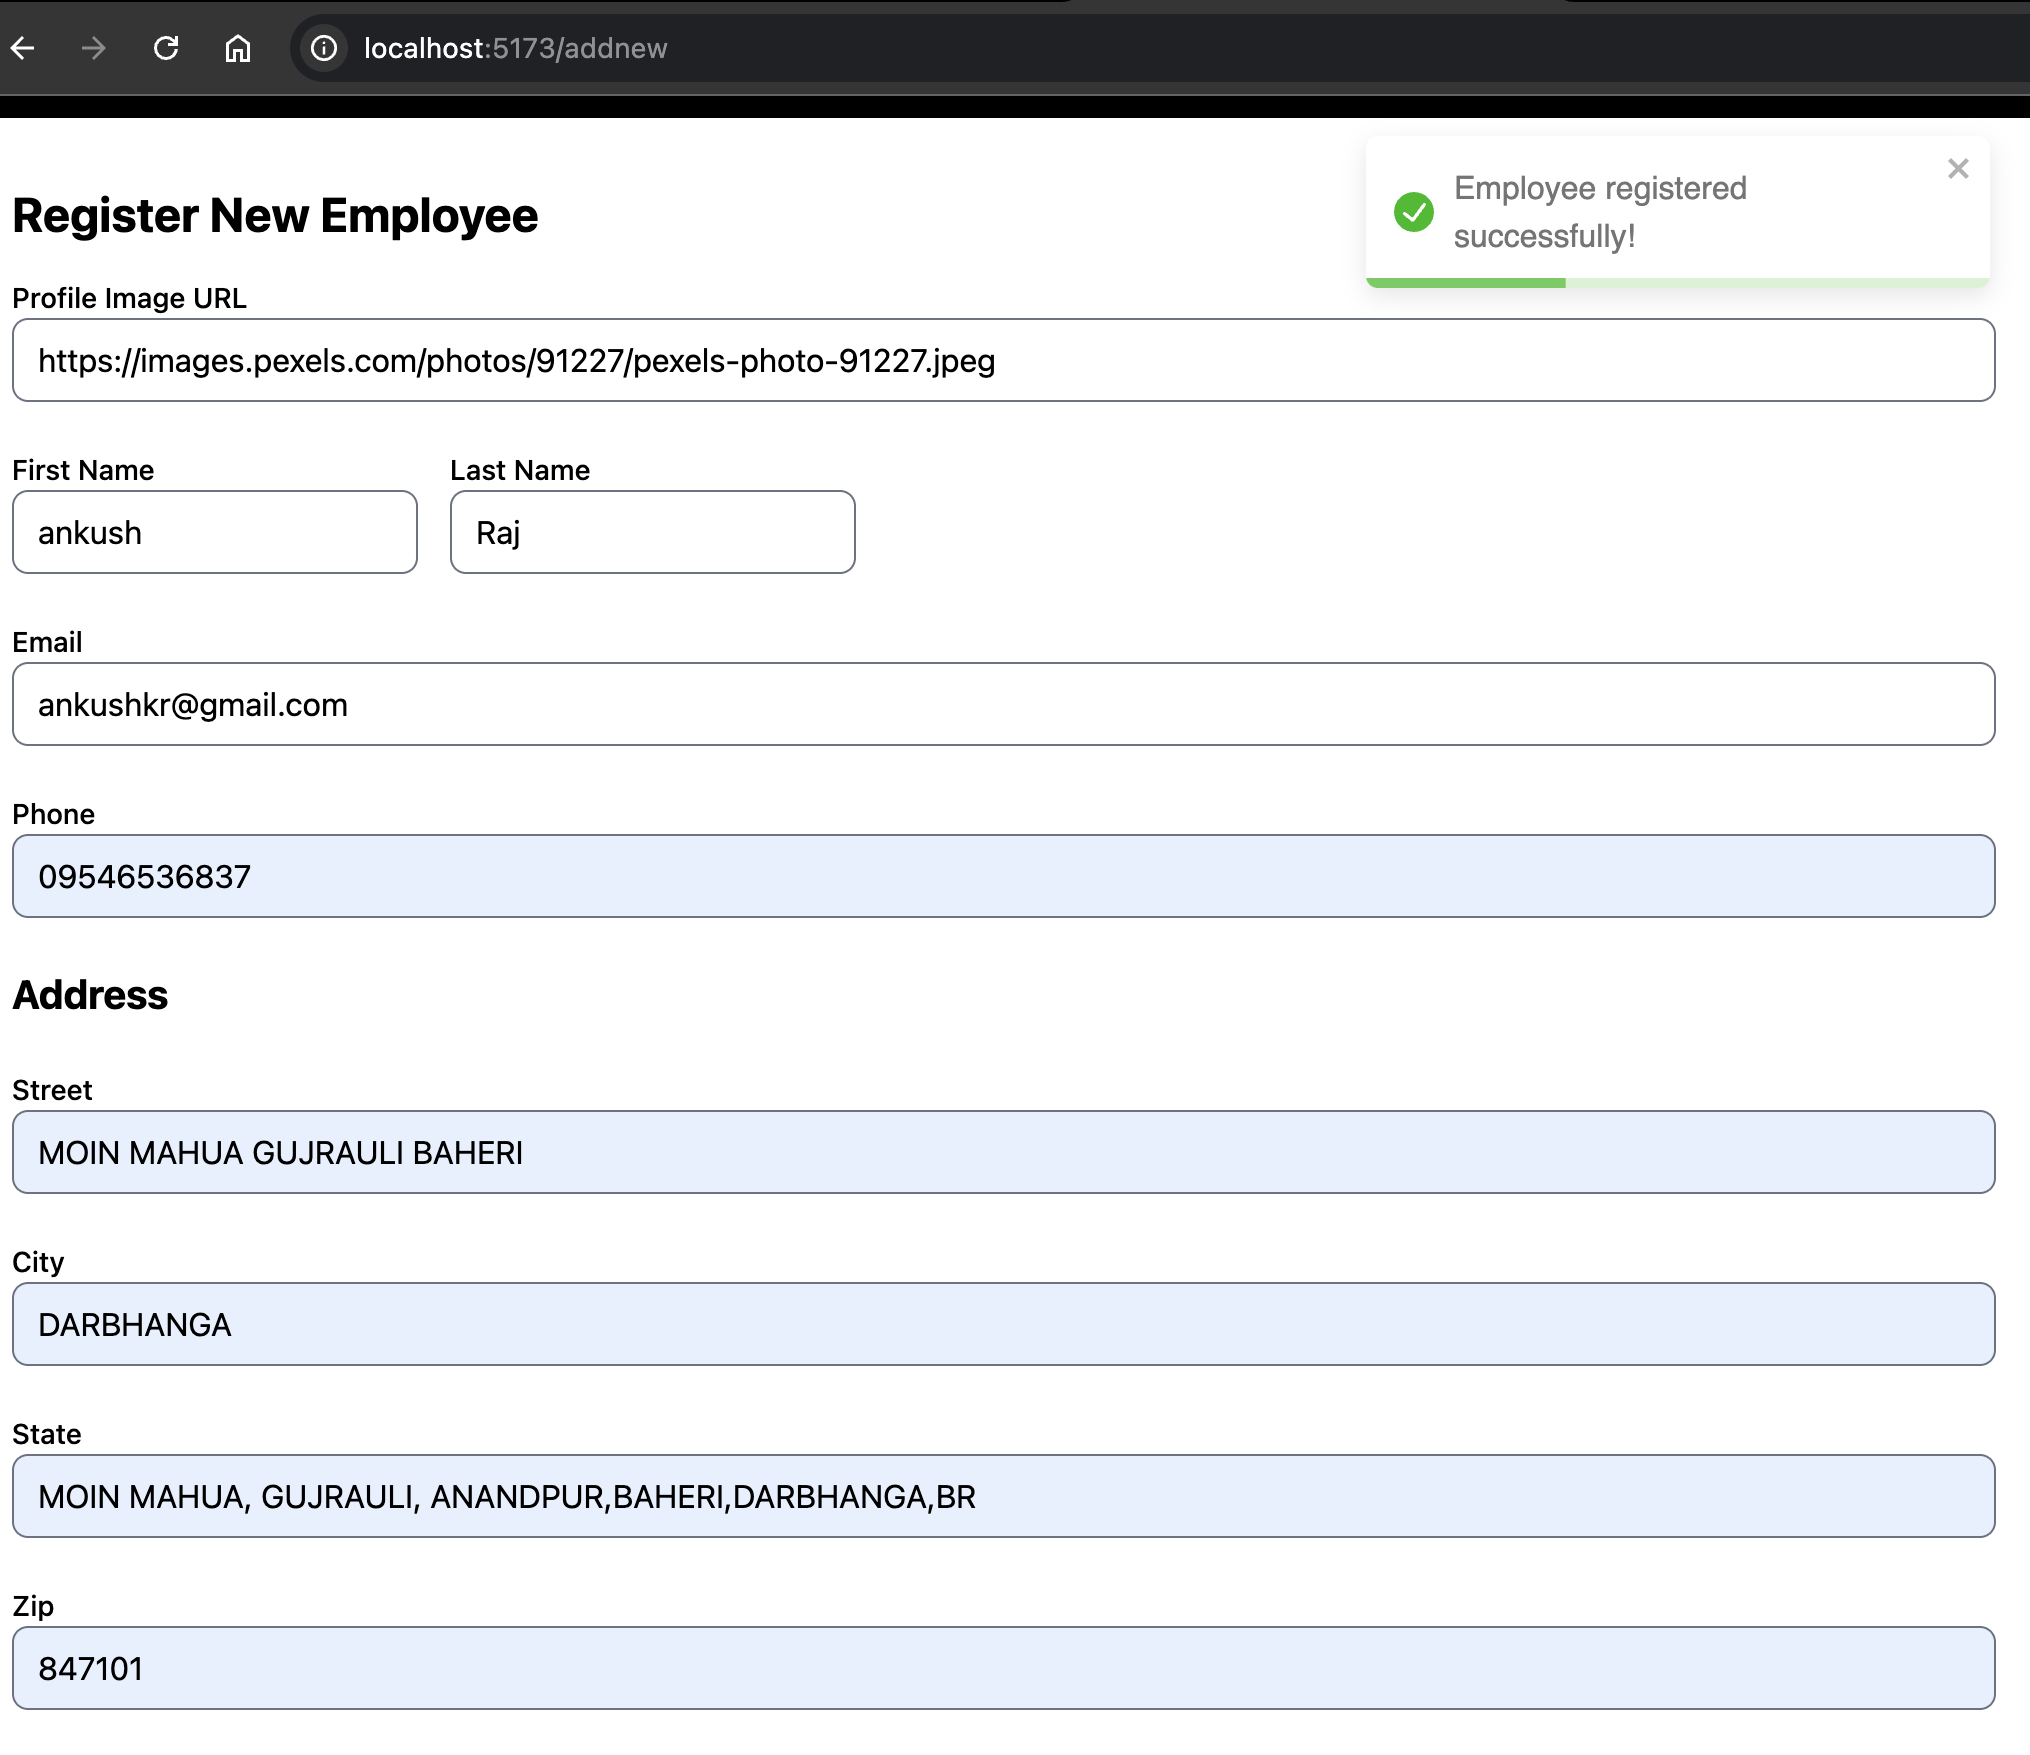 localhost:5173/addnew
Employee registered
successfully!
Register New Employee
Profile Image URL
https://images.pexels.com/photos/91227/pexels-photo-91227.jpeg
First Name
Last Name
ankush
Raj
Email
ankushkr@gmail.com
Phone
09546536837
Address
Street
MOIN MAHUA GUJRAULI BAHERI
City
DARBHANGA
State
MOIN MAHUA, GUJRAULI, ANANDPUR,BAHERI,DARBHANGA,BR
Zip
847101